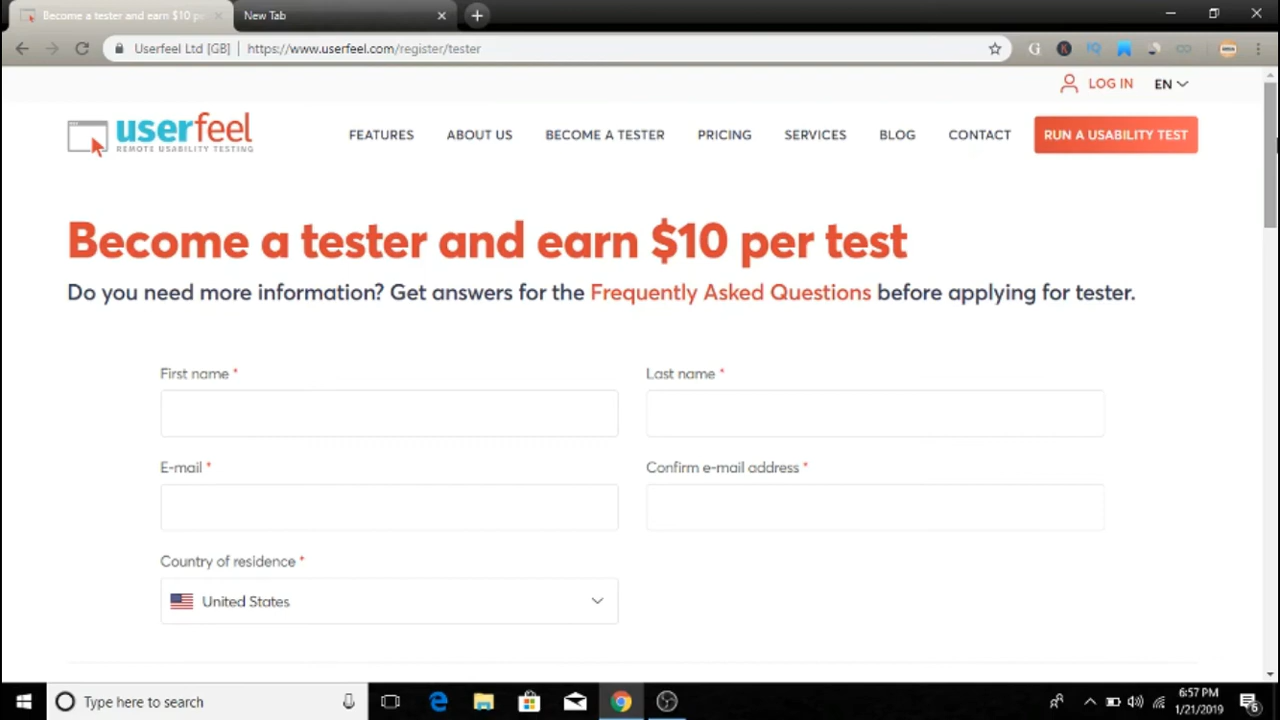 Become a tester and earn $10 p
New Tab
Userfeel Ltd [GB] | https://www.userfeel.com/register/tester
LOG IN EN
userfeel
REMOTE USABILITY TESTING
FEATURES ABOUT US BECOME A TESTER PRICING SERVICES BLOG CONTACT RUN A USABILITY TEST
Become a tester and earn $10 per test
Do you need more information? Get answers for the Frequently Asked Questions before applying for tester.
First name * Last name *
E-mail * Confirm e-mail address *
Country of residence *
United States
Type here to search
6:57 PM
1/21/2019
6